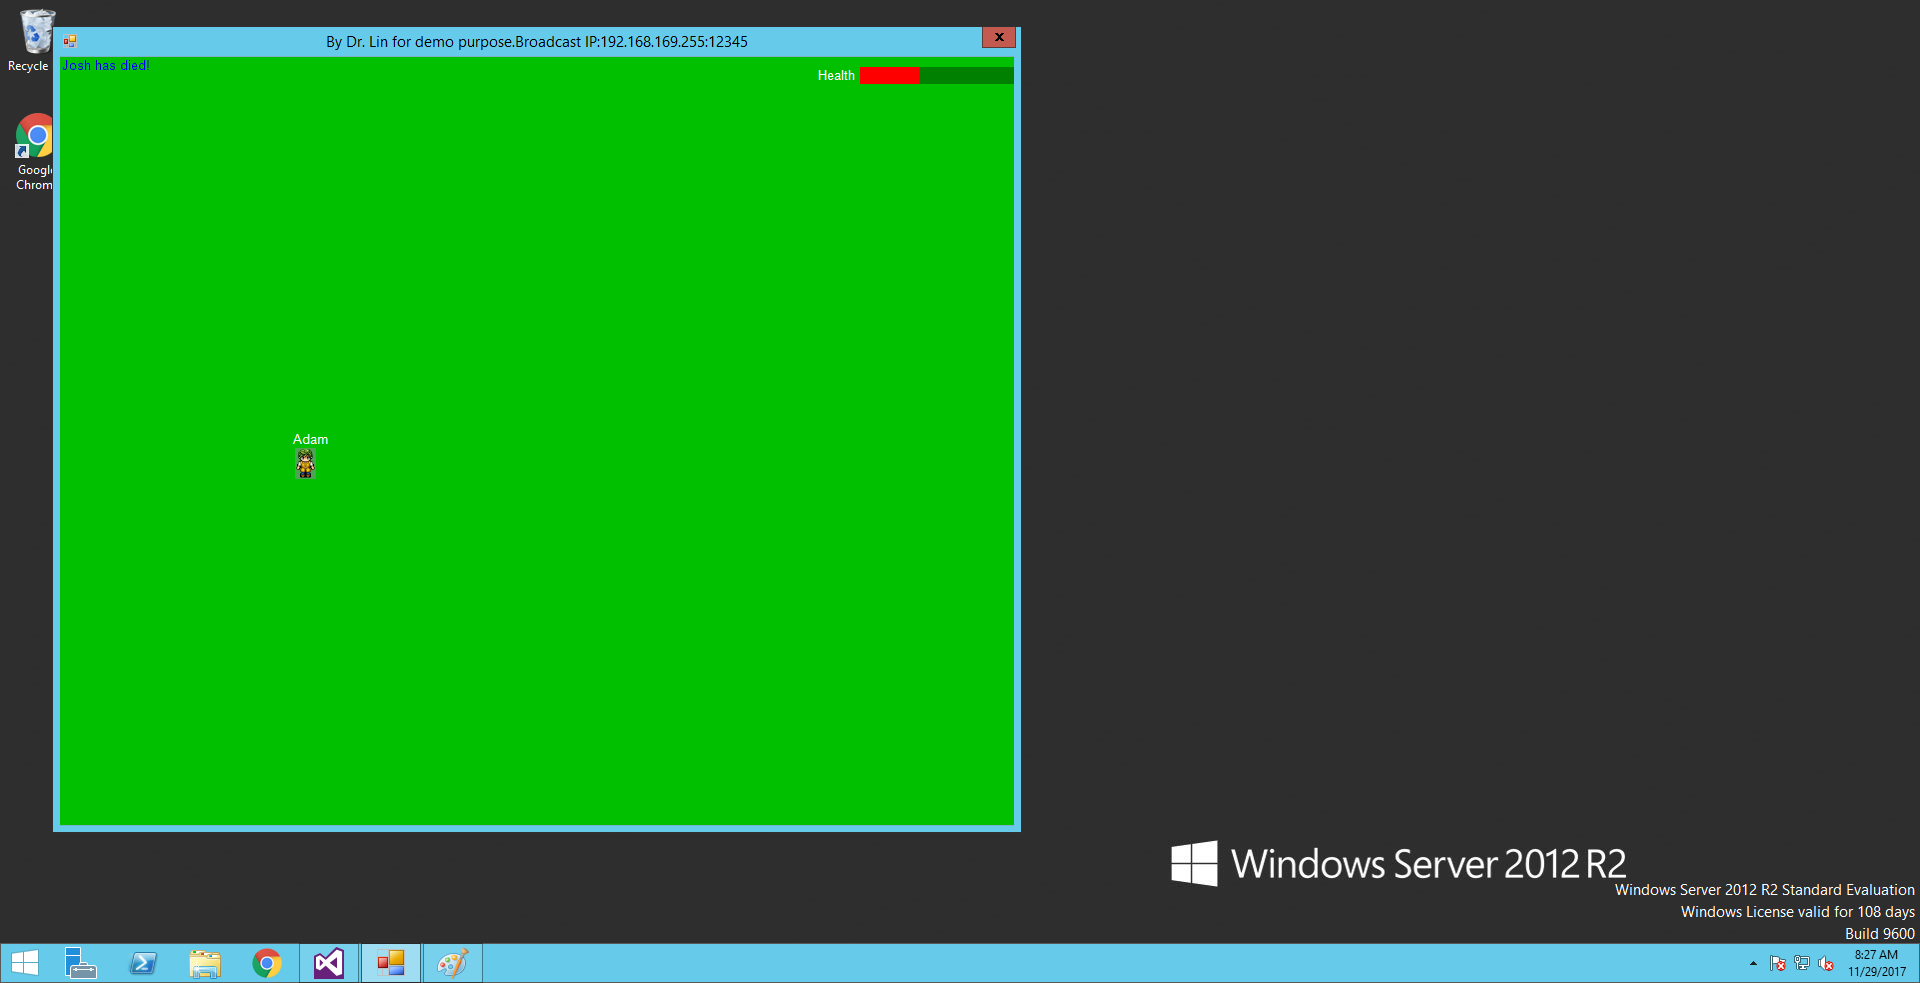 Recycle
Googl
Chrom
By Dr. Lin for demo purpose.Broadcast IP:192.168.169.255:12345
x
Josh has died!
Health
Adam
Windows Server 2012 R2
Windows Server 2012 R2 Standard Evaluation
Windows License valid for 108 days
Build 9600
8:27 AM
11/29/2017